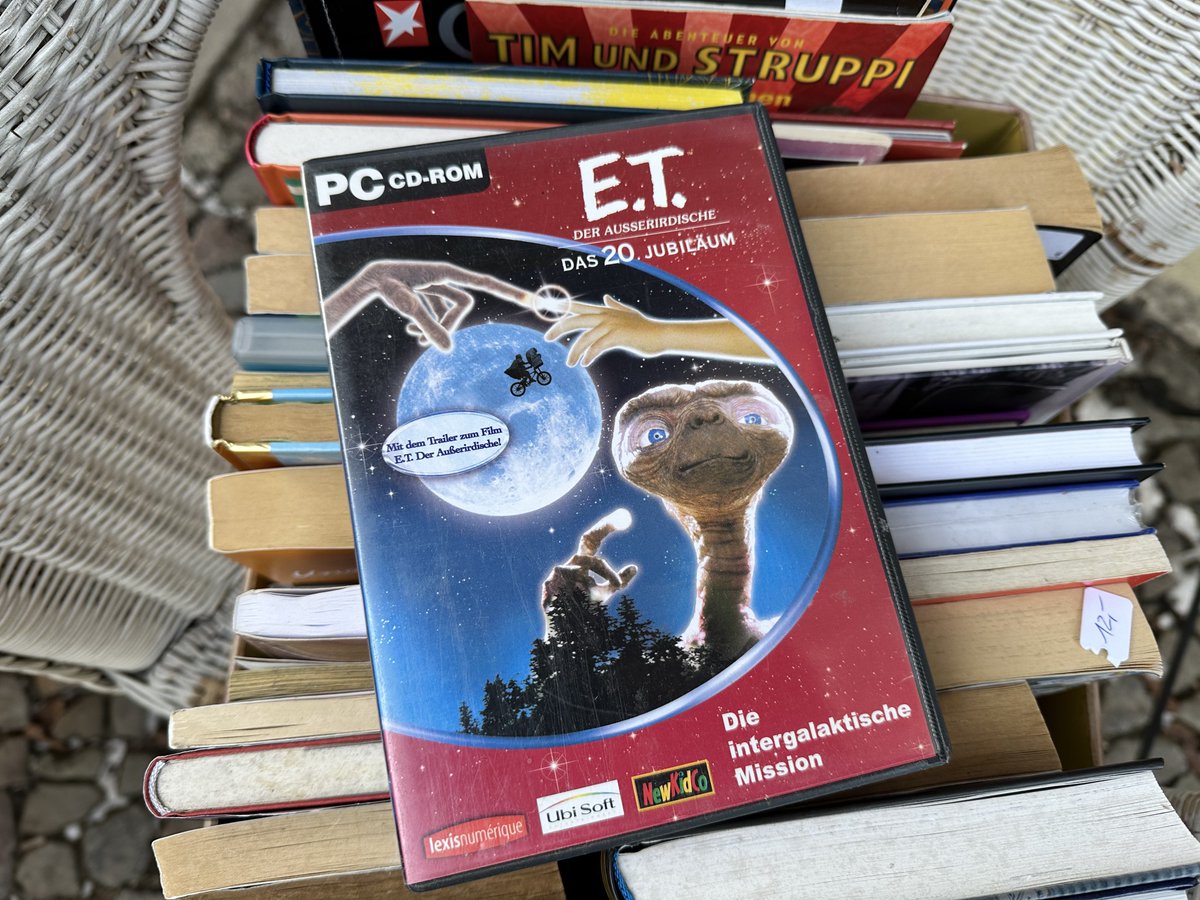 DIE ABENTEUER VON
TIM UND STRUPPI
PC CD-ROM
E.T.
DER AUSSERIRDISCHE
DAS 20. JUBILÄUM
Mit dem Trailer zum Film
E.T. Der Außerirdische!
12,-
Die
intergalaktische
Mission
lexisnumérique
Ubi Soft
NewKidCo